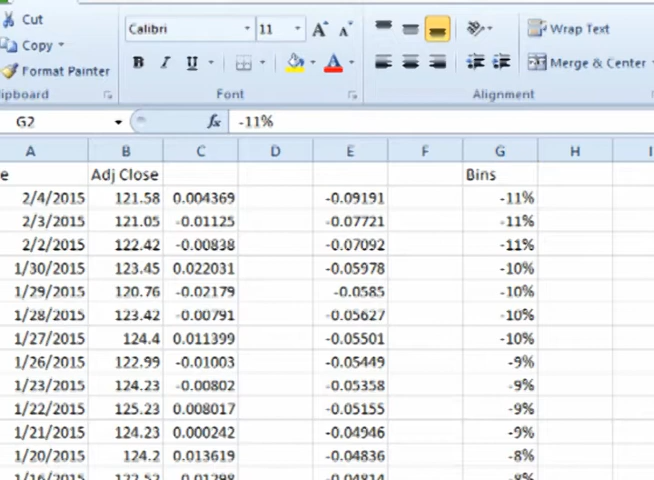 Cut
Calibri 11 A A Wrap Text
Copy
B I U A Merge & Center
Format Painter
lipboard Font Alignment
G2 fx -11%
A B C D E F G H I
e Adj Close Bins
2/4/2015 121.58 0.004369 -0.09191 -11%
2/3/2015 121.05 -0.01125 -0.07721 -11%
2/2/2015 122.42 -0.00838 -0.07092 -11%
1/30/2015 123.45 0.022031 -0.05978 -10%
1/29/2015 120.76 -0.02179 -0.0585 -10%
1/28/2015 123.42 -0.00791 -0.05627 -10%
1/27/2015 124.4 0.011399 -0.05501 -10%
1/26/2015 122.99 -0.01003 -0.05449 -9%
1/23/2015 124.23 -0.00802 -0.05358 -9%
1/22/2015 125.23 0.008017 -0.05155 -9%
1/21/2015 124.23 0.000242 -0.04946 -9%
1/20/2015 124.2 0.013619 -0.04836 -8%
1/16/2015 122.52 -0.01298 -0.04814 -8%